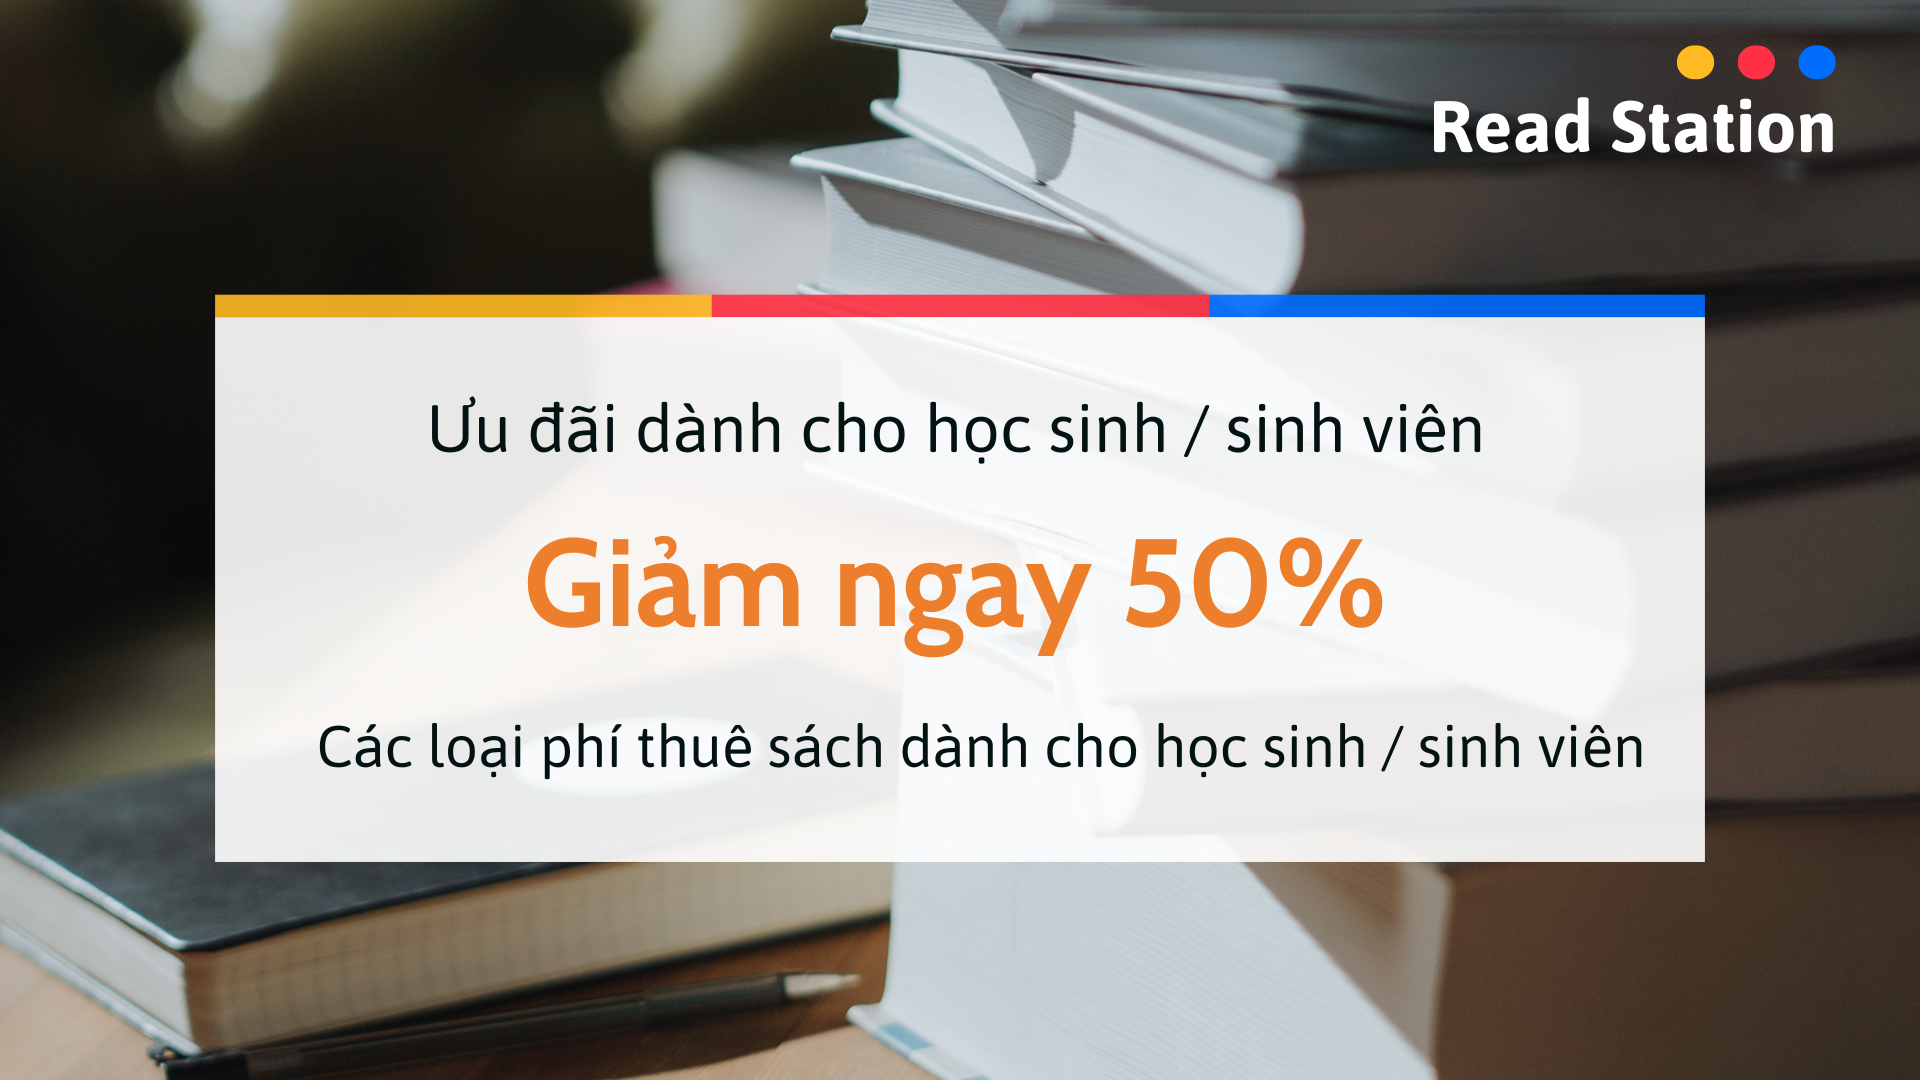 Read Station
Ưu đãi dành cho học sinh / sinh viên
Giảm ngay 50%
Các loại phí thuê sách dành cho học sinh / sinh viên